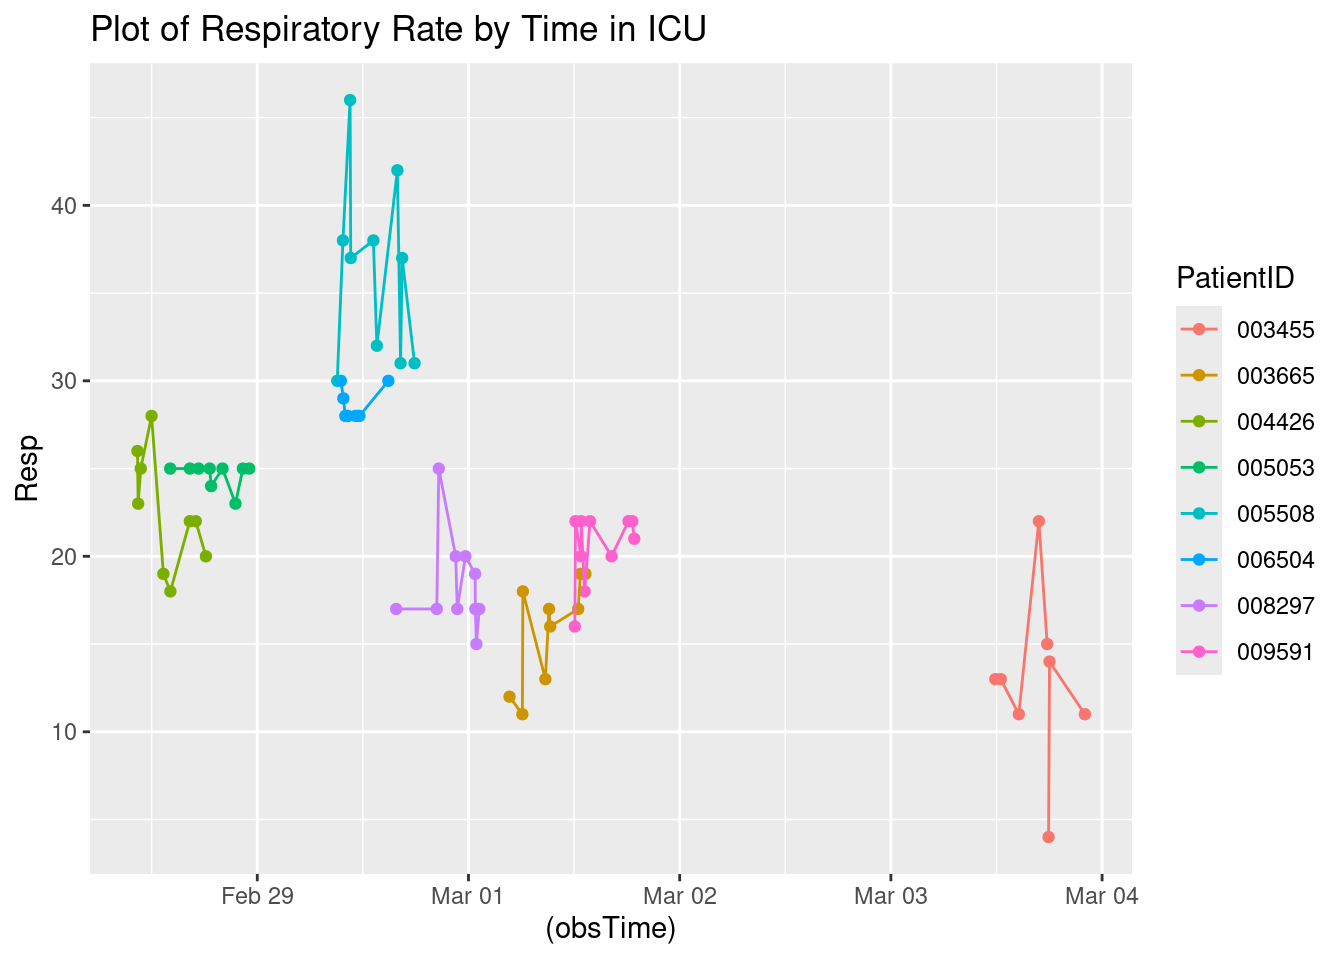 Plot of Respiratory Rate by Time in ICU
Resp
40
30
20
10
Feb 29
Mar 01
Mar 02
Mar 03
Mar 04
(obsTime)
PatientID
003455
003665
004426
005053
005508
006504
008297
009591